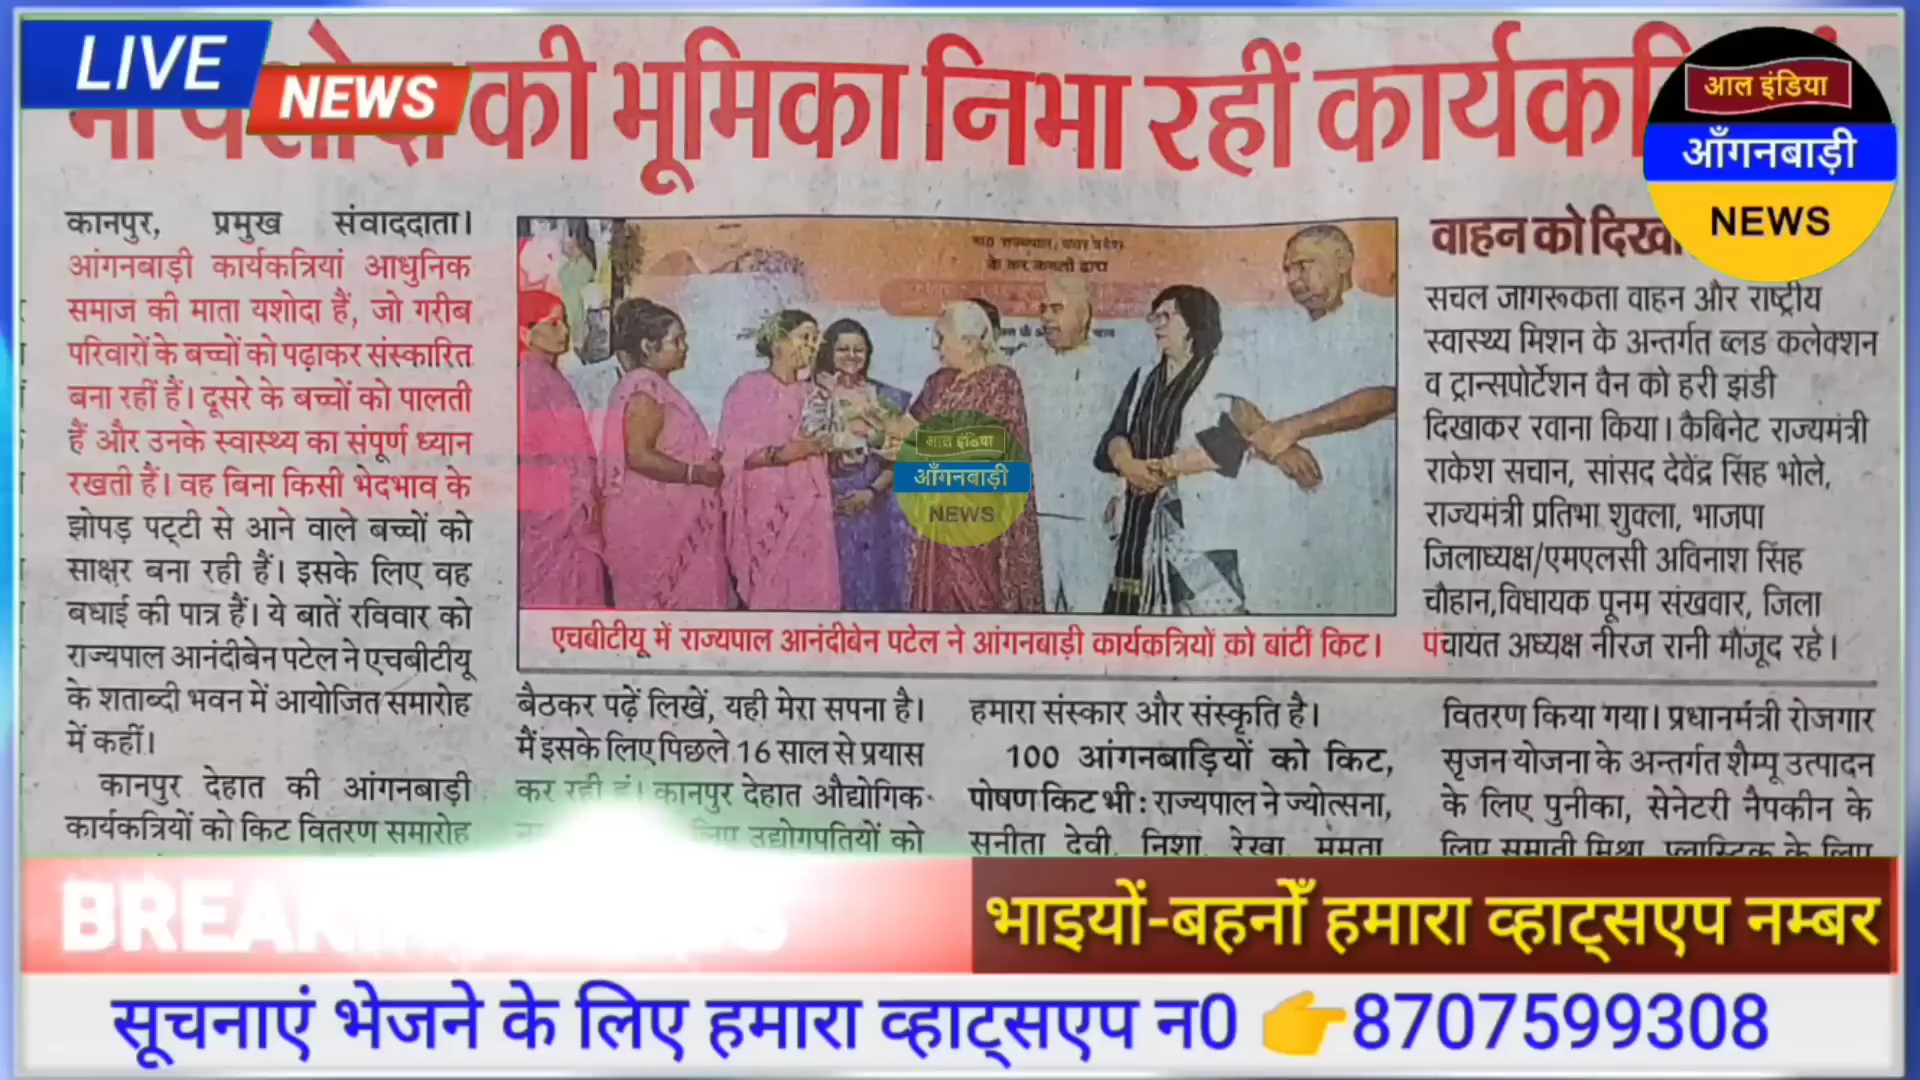 LIVE
NEWS
की भूमिका निभा रहीं
आल इंडिया
आँगनबाड़ी
NEWS
कानपुर, प्रमुख संवाददाता।
आंगनबाड़ी कार्यकत्रियां आधुनिक
समाज की माता यशोदा हैं, जो गरीब
परिवारों के बच्चों को पढ़ाकर संस्कारित
बना रहीं हैं। दूसरे के बच्चों को पालती
हैं और उनके स्वास्थ्य का संपूर्ण ध्यान
रखती हैं। वह बिना किसी भेदभाव के
झोपड़ पट्टी से आने वाले बच्चों को
साक्षर बना रही हैं। इसके लिए वह
बधाई की पात्र हैं। ये बातें रविवार को
राज्यपाल आनंदीबेन पटेल ने एचबीटीयू
के शताब्दी भवन में आयोजित समारोह
में कहीं।
कानपुर देहात की आंगनबाड़ी
कार्यकत्रियों को किट वितरण समारोह
के कर कमलों द्वारा
आल इंडिया
आँगनबाड़ी
NEWS
एचबीटीयू में राज्यपाल आनंदीबेन पटेल ने आंगनबाड़ी कार्यकत्रियों को बांटीं किट।
बैठकर पढ़ें लिखें, यही मेरा सपना है।
मैं इसके लिए पिछले 16 साल से प्रयास
कर रही हूं। कानपुर देहात औद्योगिक
लिए उद्योगपतियों को
हमारा संस्कार और संस्कृति है।
100 आंगनबाड़ियों को किट,
पोषण किट भी : राज्यपाल ने ज्योत्सना,
सुनीता देवी, निशा, रेखा, ममता
वाहन को
सचल जागरूकता वाहन और राष्ट्रीय
स्वास्थ्य मिशन के अन्तर्गत ब्लड कलेक्शन
व ट्रान्सपोर्टेशन वैन को हरी झंडी
दिखाकर रवाना किया। कैबिनेट राज्यमंत्री
राकेश सचान, सांसद देवेंद्र सिंह भोले,
राज्यमंत्री प्रतिभा शुक्ला, भाजपा
जिलाध्यक्ष/एमएलसी अविनाश सिंह
चौहान,विधायक पूनम संखवार, जिला
पंचायत अध्यक्ष नीरज रानी मौजूद रहे।
वितरण किया गया। प्रधानमंत्री रोजगार
सृजन योजना के अन्तर्गत शैम्पू उत्पादन
के लिए पुनीका, सेनेटरी नैपकीन के
लिए मिश्रा, प्लास्टिक के लिए
भाइयों-बहनोँ हमारा व्हाट्सएप नम्बर
सूचनाएं भेजने के लिए हमारा व्हाट्सएप न0 👉8707599308